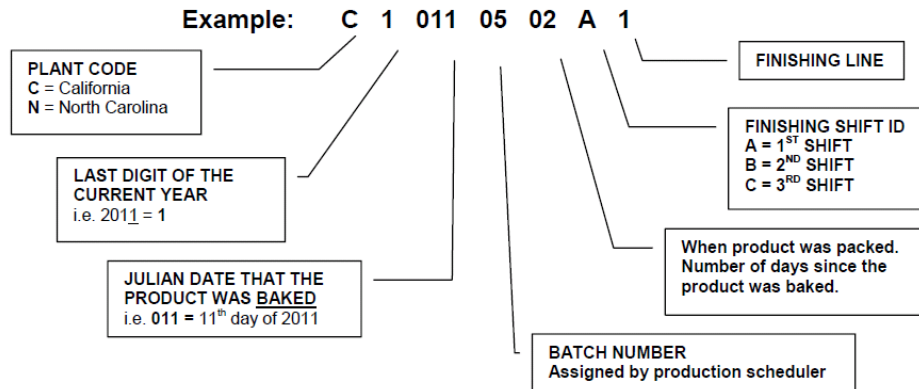 Example: C 1 011 05 02 A 1
PLANT CODE
C = California
N = North Carolina
FINISHING LINE
FINISHING SHIFT ID
A = 1ST SHIFT
B = 2ND SHIFT
C = 3RD SHIFT
LAST DIGIT OF THE
CURRENT YEAR
i.e. 2011 = 1
When product was packed.
Number of days since the
product was baked.
JULIAN DATE THAT THE
PRODUCT WAS BAKED
i.e. 011 = 11th day of 2011
BATCH NUMBER
Assigned by production scheduler